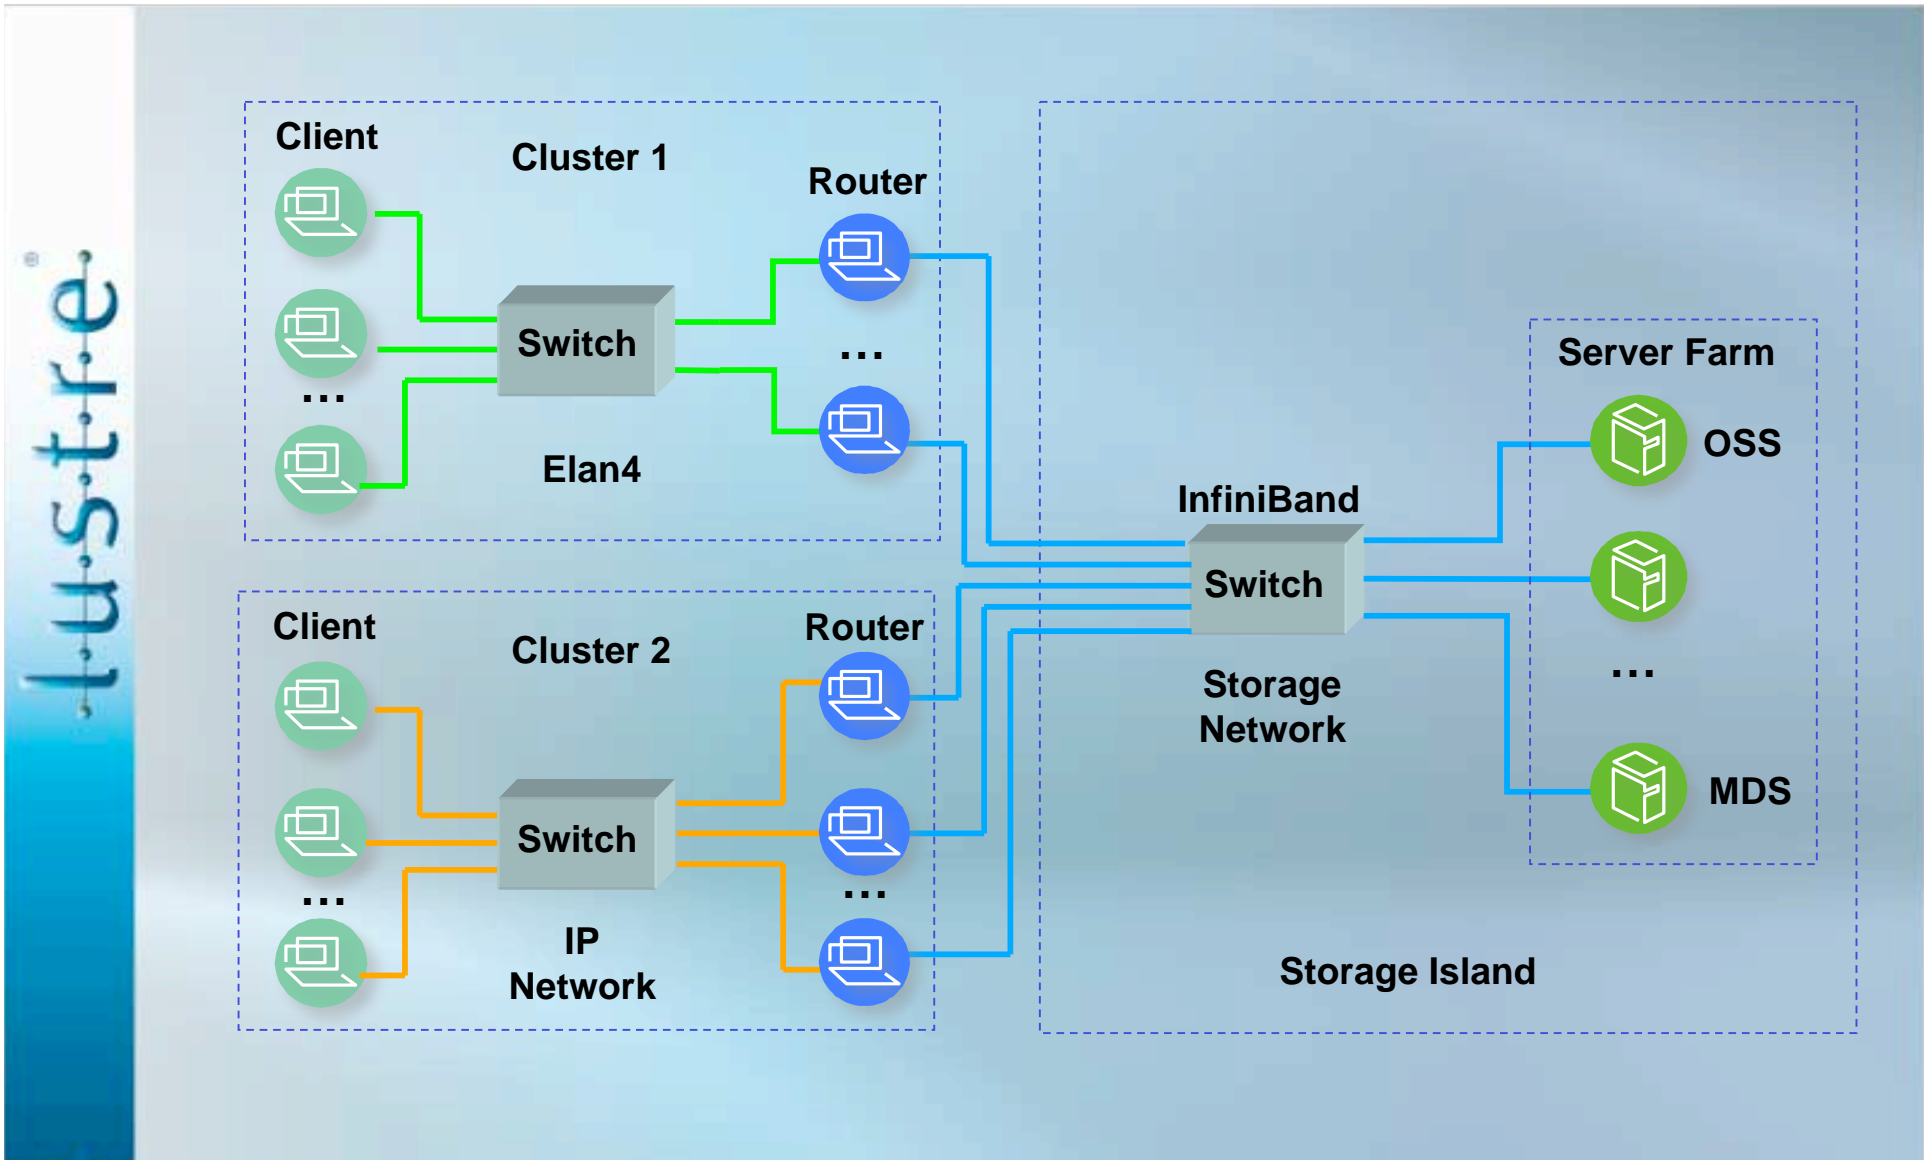 l·u·s·t·r·e®
Client
Cluster 1
Router
Switch
...
...
Elan4
Client
Cluster 2
Router
Switch
...
...
IP
Network
InfiniBand
Switch
Storage
Network
Server Farm
OSS
...
MDS
Storage Island